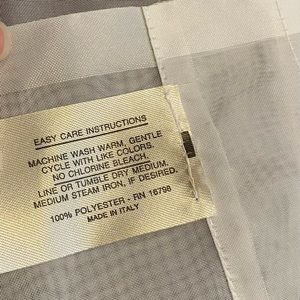 EASY CARE INSTRUCTIONS
MACHINE WASH WARM, GENTLE
CYCLE WITH LIKE COLORS.
NO CHLORINE BLEACH.
LINE OR TUMBLE DRY MEDIUM.
MEDIUM STEAM IRON, IF DESIRED.
100% POLYESTER - RN 16798
MADE IN ITALY